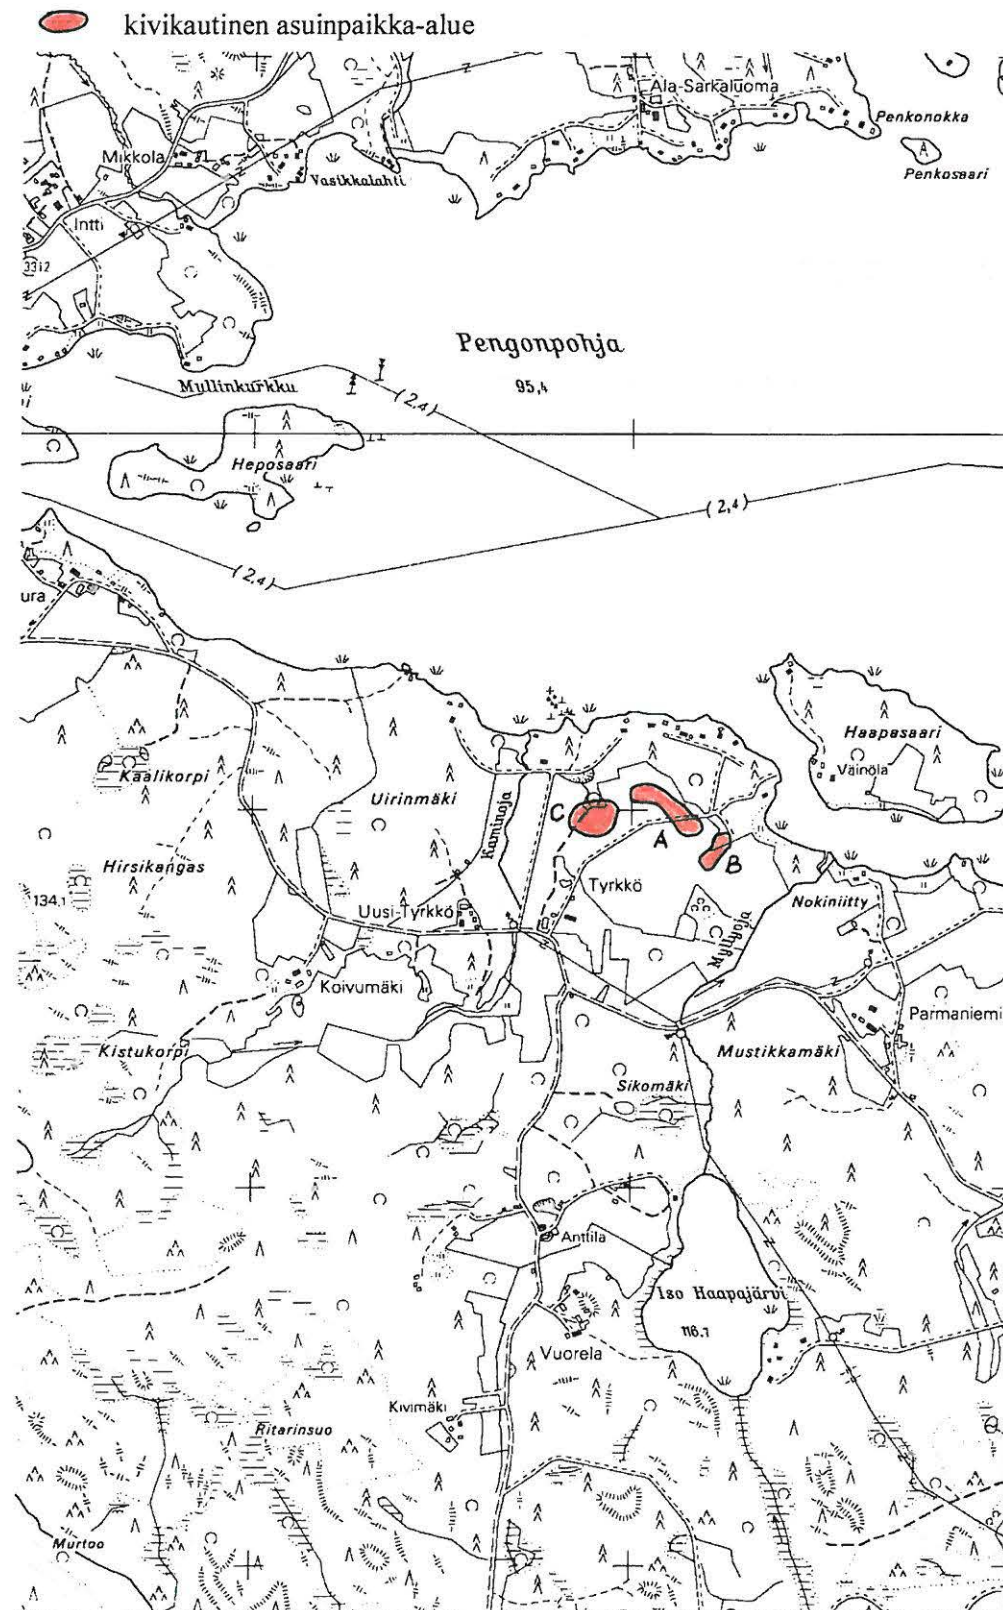 kivikautinen asuinpaikka-alue
Ala-Sarkaluoma
Penkonokka
Mikkola
Vasikkalahti
Penkosaari
Intti
3312
Pengonpohja
Mullinkurkku
95,4
(2,4)
Heposaari
(2,4)
(2,4)
ura
Haapasaari
Kaalikorpi
Väinölä
Uirinmäki
C
Kaminoja
A
Hirsikangas
B
Tyrkkö
134.1
Nokiniitty
Uusi-Tyrkkö
Myllyoja
Koivumäki
Parmaniemi
Kistukorpi
Mustikkamäki
Sikomäki
Anttila
Iso Haapajärvi
116.7
Vuorela
Kivimäki
Ritarinsuo
Murtoo